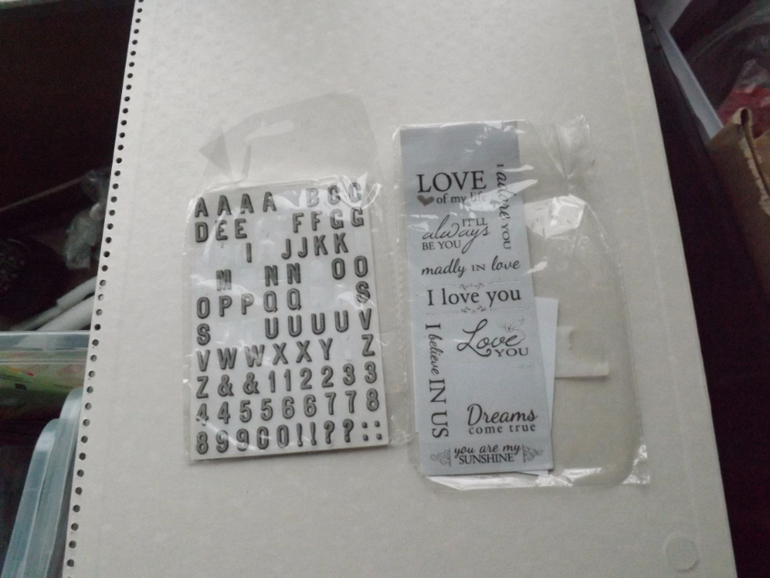 A A A A B C C
D E E F F G G
I J J K K
M N N O O
O P P Q Q S
S U U U U V
V W W X X Y Z
Z & & 1 1 2 2 3 3
4 4 5 5 6 6 7 7 8
8 9 9 0 0 ! ! ? ? : :
LOVE
of my life
I adore YOU
IT'LL
always
BE YOU
madly IN love
I love you
I believe IN US
Love
YOU
Dreams
come true
you are my
SUNSHINE